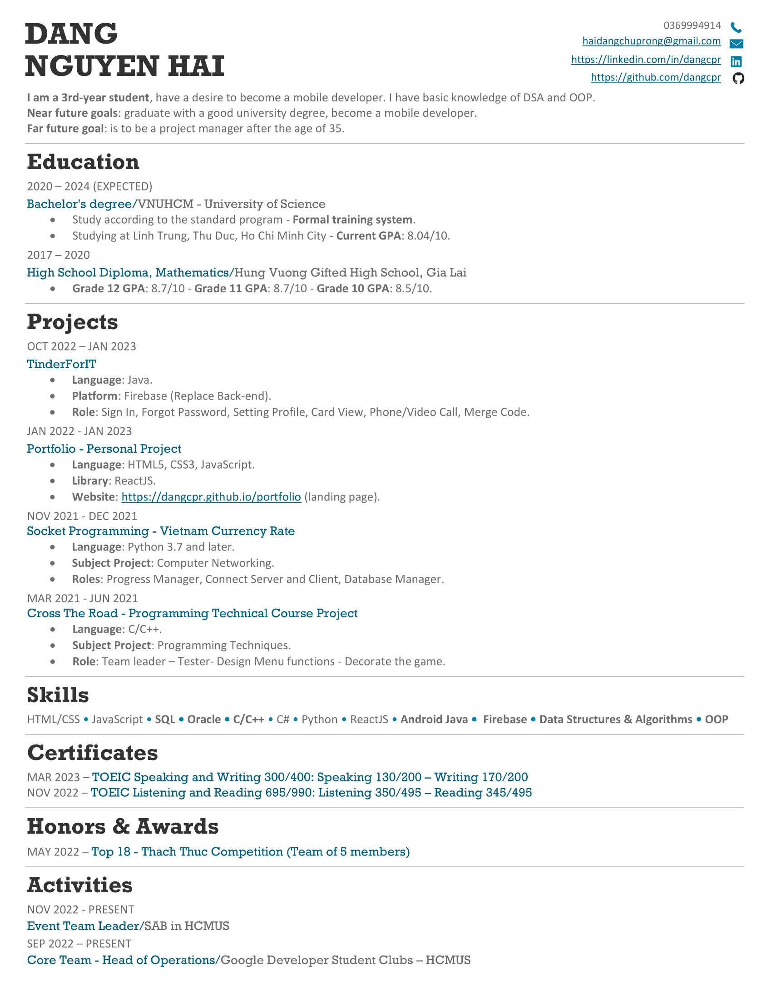 DANG
NGUYEN HAI
0369994914
haidangchuprong@gmail.com
https://linkedin.com/in/dangcpr
https://github.com/dangcpr
I am a 3rd-year student, have a desire to become a mobile developer. I have basic knowledge of DSA and OOP.
Near future goals: graduate with a good university degree, become a mobile developer.
Far future goal: is to be a project manager after the age of 35.
Education
2020 – 2024 (EXPECTED)
Bachelor's degree/VNUHCM - University of Science
• Study according to the standard program - Formal training system.
• Studying at Linh Trung, Thu Duc, Ho Chi Minh City - Current GPA: 8.04/10.
2017 – 2020
High School Diploma, Mathematics/Hung Vuong Gifted High School, Gia Lai
• Grade 12 GPA: 8.7/10 - Grade 11 GPA: 8.7/10 - Grade 10 GPA: 8.5/10.
Projects
OCT 2022 – JAN 2023
TinderForIT
• Language: Java.
• Platform: Firebase (Replace Back-end).
• Role: Sign In, Forgot Password, Setting Profile, Card View, Phone/Video Call, Merge Code.
JAN 2022 - JAN 2023
Portfolio - Personal Project
• Language: HTML5, CSS3, JavaScript.
• Library: ReactJS.
• Website: https://dangcpr.github.io/portfolio (landing page).
NOV 2021 - DEC 2021
Socket Programming - Vietnam Currency Rate
• Language: Python 3.7 and later.
• Subject Project: Computer Networking.
• Roles: Progress Manager, Connect Server and Client, Database Manager.
MAR 2021 - JUN 2021
Cross The Road - Programming Technical Course Project
• Language: C/C++.
• Subject Project: Programming Techniques.
• Role: Team leader – Tester- Design Menu functions - Decorate the game.
Skills
HTML/CSS • JavaScript • SQL • Oracle • C/C++ • C# • Python • ReactJS • Android Java • Firebase • Data Structures & Algorithms • OOP
Certificates
MAR 2023 – TOEIC Speaking and Writing 300/400: Speaking 130/200 – Writing 170/200
NOV 2022 – TOEIC Listening and Reading 695/990: Listening 350/495 – Reading 345/495
Honors & Awards
MAY 2022 – Top 18 - Thach Thuc Competition (Team of 5 members)
Activities
NOV 2022 - PRESENT
Event Team Leader/SAB in HCMUS
SEP 2022 – PRESENT
Core Team - Head of Operations/Google Developer Student Clubs – HCMUS